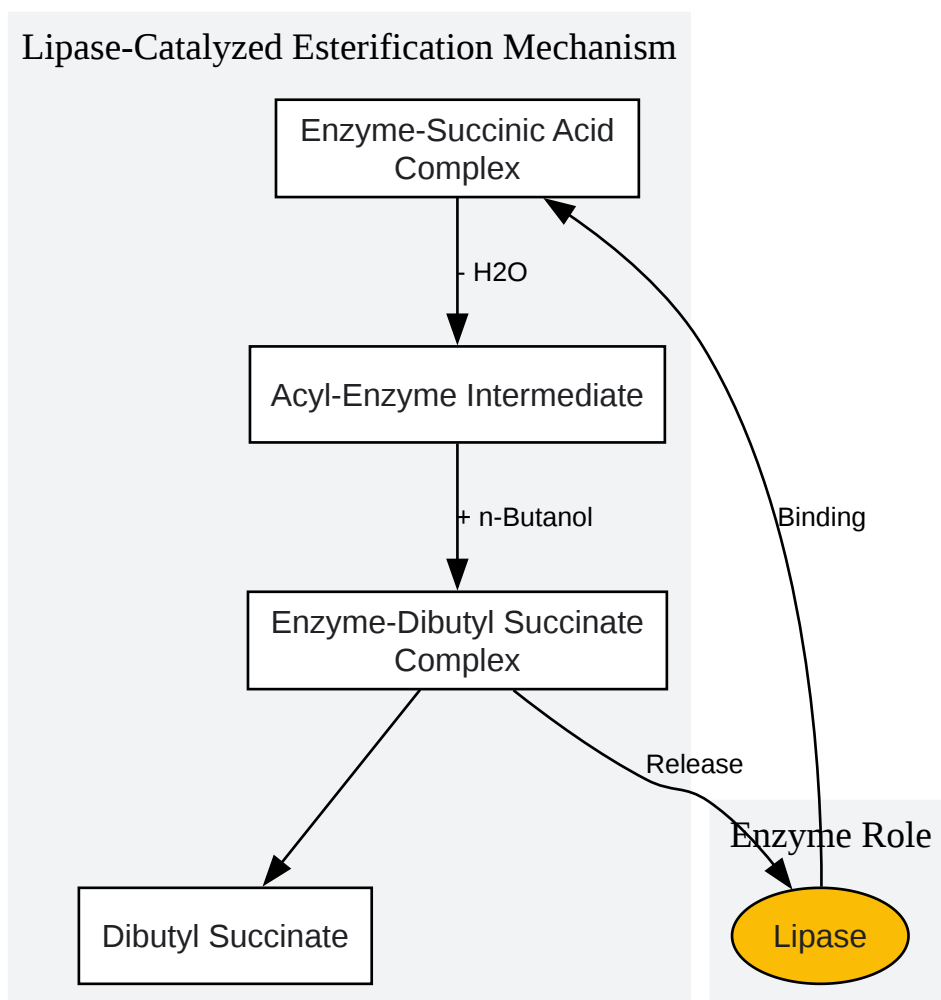 Lipase-Catalyzed Esterification Mechanism
Enzyme-Succinic Acid
Complex
- H2O
Acyl-Enzyme Intermediate
+ n-Butanol
Binding
Enzyme-Dibutyl Succinate
Complex
Release
Enzyme Role
Dibutyl Succinate
Lipase